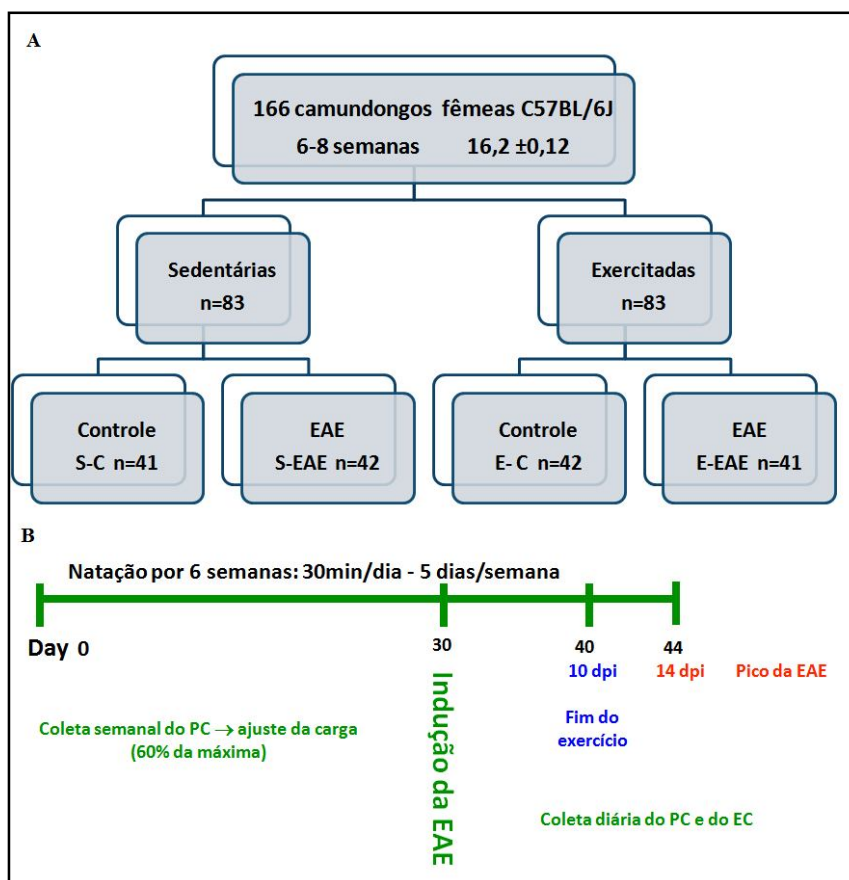 A
166 camundongos fêmeas C57BL/6J
6-8 semanas 16,2 ±0,12
Sedentárias
n=83
Exercitadas
n=83
Controle
S-C n=41
EAE
S-EAE n=42
Controle
E- C n=42
EAE
E-EAE n=41
B
Natação por 6 semanas: 30min/dia - 5 dias/semana
Day 0
30
40
44
10 dpi
14 dpi
Pico da EAE
Indução da EAE
Fim do
exercício
Coleta semanal do PC → ajuste da carga
(60% da máxima)
Coleta diária do PC e do EC